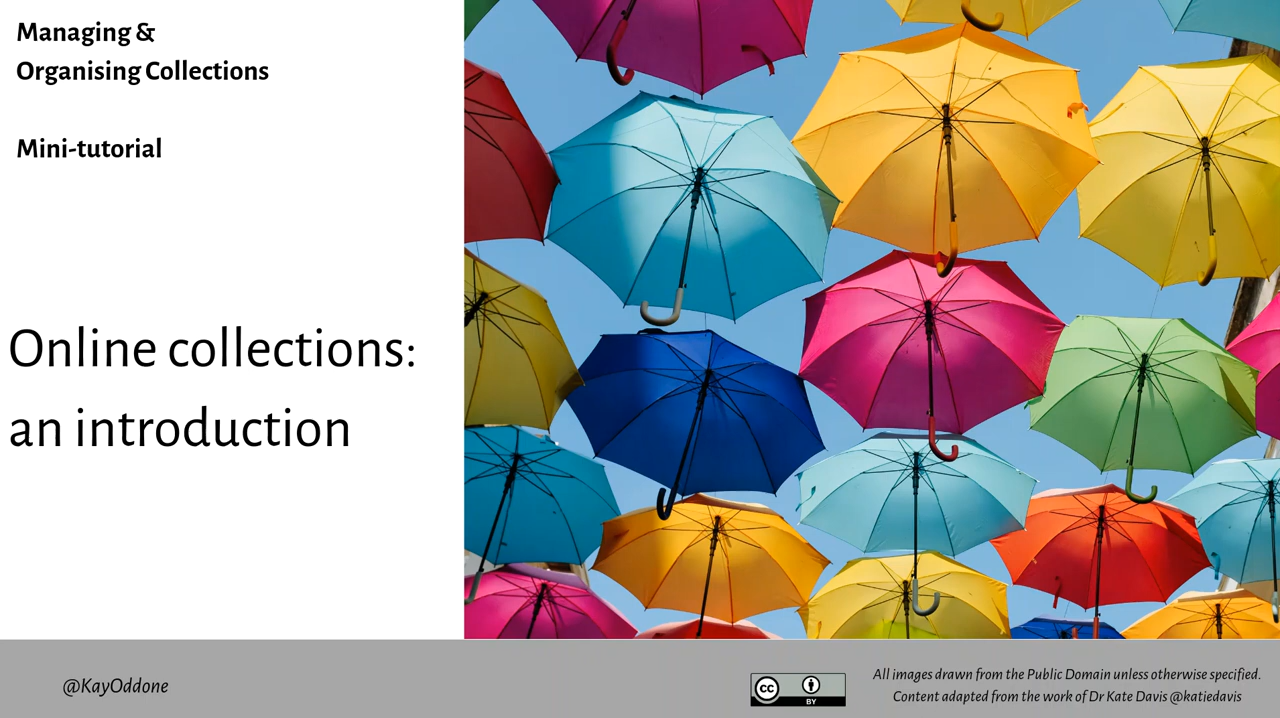 Managing &
Organising Collections
Mini-tutorial
Online collections:
an introduction
@KayOddone
CC BY
All images drawn from the Public Domain unless otherwise specified.
Content adapted from the work of Dr Kate Davis @katiedavis